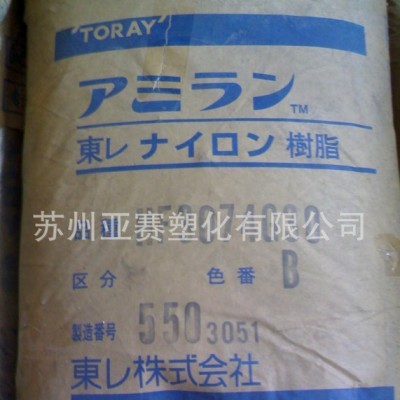 TORAY
アミラン™
東レ ナイロン 樹脂
苏州亚赛塑化有限公司
区分 色番 B
製造番号 550 3051
東レ株式会社